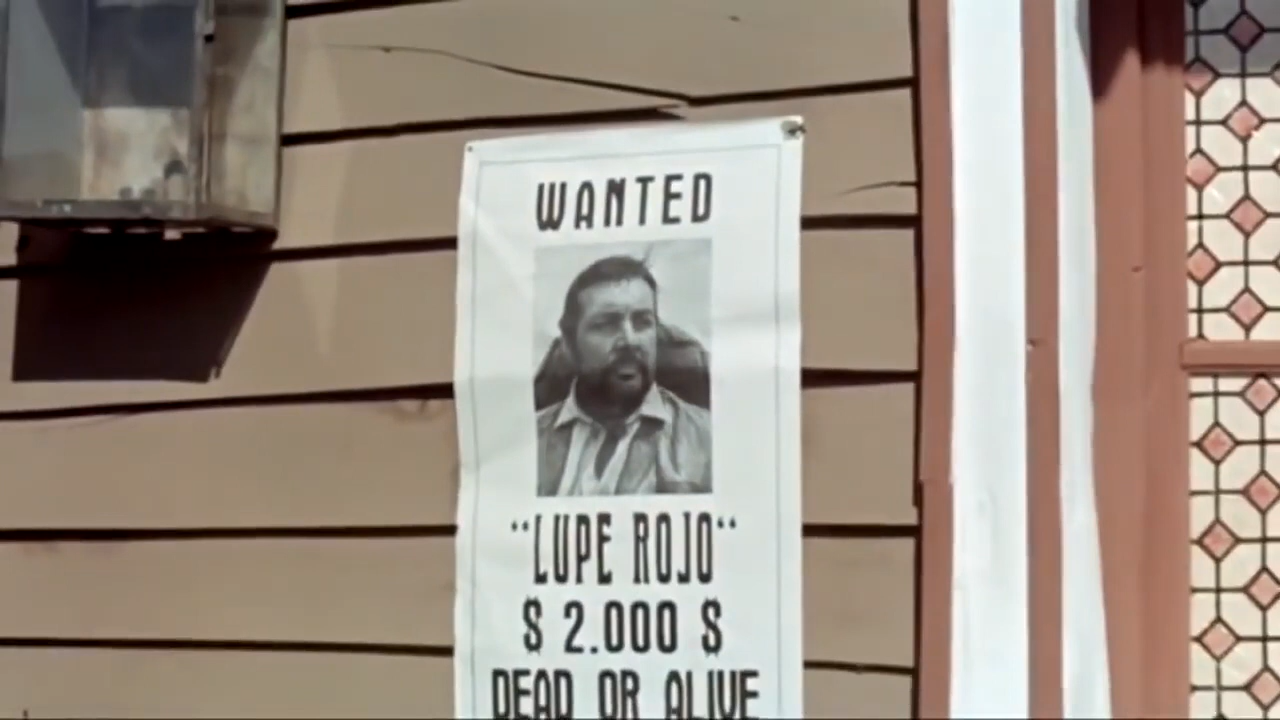 WANTED
“LUPE ROJO“
$ 2.000 $
DEAD OR ALIVE